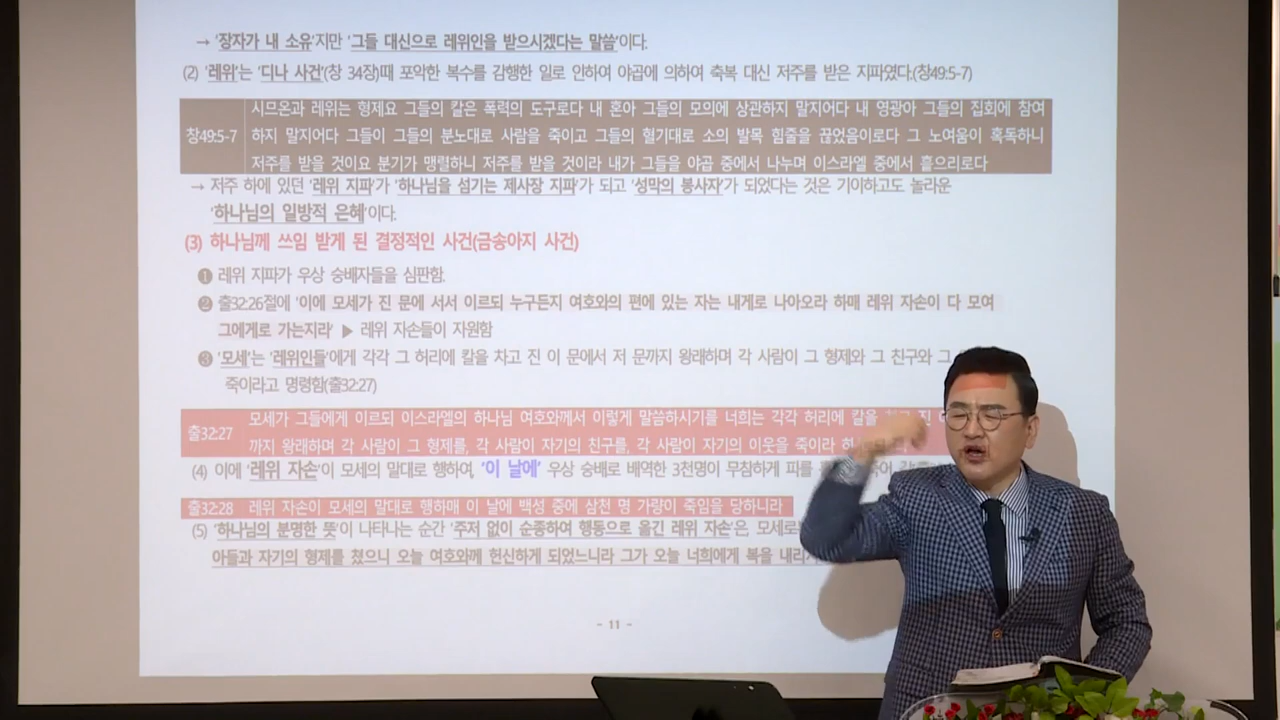 → '장자가 내 소유'지만 '그들 대신으로 레위인을 받으시겠다는 말씀'이다.
(2) '레위'는 '디나 사건'(창 34장)때 포악한 복수를 감행한 일로 인하여 야곱에 의하여 축복 대신 저주를 받은 지파였다.(창49:5-7)
시므온과 레위는 형제요 그들의 칼은 폭력의 도구로다 내 혼아 그들의 모의에 상관하지 말지어다 내 영광아 그들의 집회에 참여
창49:5-7 하지 말지어다 그들이 그들의 분노대로 사람을 죽이고 그들의 혈기대로 소의 발목 힘줄을 끊었음이로다 그 노여움이 혹독하니
저주를 받을 것이요 분기가 맹렬하니 저주를 받을 것이라 내가 그들을 야곱 중에서 나누며 이스라엘 중에서 흩으리로다
→ 저주 하에 있던 '레위 지파'가 '하나님을 섬기는 제사장 지파'가 되고 '성막의 봉사자'가 되었다는 것은 기이하고도 놀라운
'하나님의 일방적 은혜'이다.
(3) 하나님께 쓰임 받게 된 결정적인 사건(금송아지 사건)
❶ 레위 지파가 우상 숭배자들을 심판함.
❷ 출32:26절에 '이에 모세가 진 문에 서서 이르되 누구든지 여호와의 편에 있는 자는 내게로 나아오라 하매 레위 자손이 다 모여
그에게로 가는지라' ▶ 레위 자손들이 자원함
❸ '모세'는 '레위인들'에게 각각 그 허리에 칼을 차고 진 이 문에서 저 문까지 왕래하며 각 사람이 그 형제와 그 친구와 그
죽이라고 명령함(출32:27)
모세가 그들에게 이르되 이스라엘의 하나님 여호와께서 이렇게 말씀하시기를 너희는 각각 허리에 칼을 진
출32:27
까지 왕래하며 각 사람이 그 형제를, 각 사람이 자기의 친구를, 각 사람이 자기의 이웃을 죽이라
(4) 이에 '레위 자손'이 모세의 말대로 행하여, '이 날에' 우상 숭배로 배역한 3천명이 무참하게 피를
출32:28 레위 자손이 모세의 말대로 행하매 이 날에 백성 중에 삼천 명 가량이 죽임을 당하니라
(5) '하나님의 분명한 뜻'이 나타나는 순간 '주저 없이 순종하여 행동으로 옮긴 레위 자손'은, 모세로
아들과 자기의 형제를 쳤으니 오늘 여호와께 헌신하게 되었느니라 그가 오늘 너희에게 복을
- 11 -